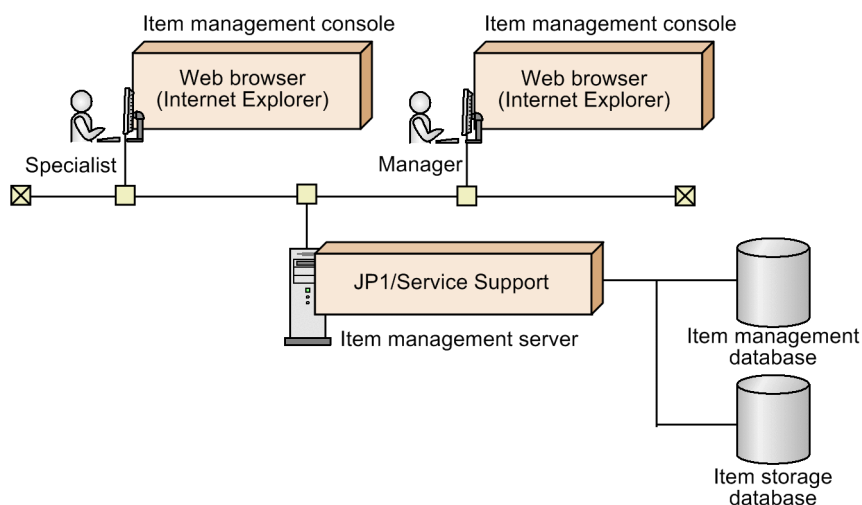 Item management console
Item management console
Web browser
(Internet Explorer)
Web browser
(Internet Explorer)
Specialist
Manager
JP1/Service Support
Item management server
Item management
database
Item storage
database